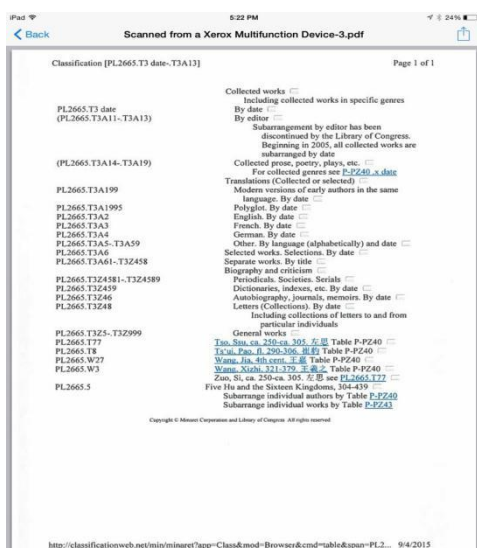 iPad 5:22 PM 24%
Back Scanned from a Xerox Multifunction Device-3.pdf
Classification [PL2665.T3 date-.T3A13] Page 1 of 1
Collected works
Including collected works in specific genres
PL2665.T3 date By date
(PL2665.T3A11-.T3A13) By editor
Subarrangement by editor has been
discontinued by the Library of Congress.
Beginning in 2005, all collected works are
subarranged by date
(PL2665.T3A14-.T3A19) Collected prose, poetry, plays, etc.
For collected genres see P-PZ40 .x date
Translations (Collected or selected)
PL2665.T3A199 Modern versions of early authors in the same
language. By date
PL2665.T3A1995 Polyglot. By date
PL2665.T3A2 English. By date
PL2665.T3A3 French. By date
PL2665.T3A4 German. By date
PL2665.T3A5-.T3A59 Other. By language (alphabetically) and date
PL2665.T3A6 Selected works. Selections. By date
PL2665.T3A61-.T3Z458 Separate works. By title
Biography and criticism
PL2665.T3Z4581-.T3Z4589 Periodicals. Societies. Serials
PL2665.T3Z459 Dictionaries, indexes, etc. By date
PL2665.T3Z46 Autobiography, journals, memoirs. By date
PL2665.T3Z48 Letters (Collections). By date
Including collections of letters to and from
particular individuals
PL2665.T3Z5-.T3Z999 General works
PL2665.T77 Tso, Ssu, ca. 250-ca. 305. 左思 Table P-PZ40
PL2665.T8 Ts'ui, Pao, fl. 290-306. 崔豹 Table P-PZ40
PL2665.W27 Wang, Jia, 4th cent. 王嘉 Table P-PZ40
PL2665.W3 Wang, Xizhi, 321-379. 王羲之 Table P-PZ40
Zuo, Si, ca. 250-ca. 305. 左思 see PL2665.T77
PL2665.5 Five Hu and the Sixteen Kingdoms, 304-439
Subarrange individual authors by Table P-PZ40
Subarrange individual works by Table P-PZ43
Copyright © Minaret Corporation and Library of Congress. All rights reserved
http://classificationweb.net/min/minaret?app=Class&mod=Browser&cmd=table&span=PL2... 9/4/2015